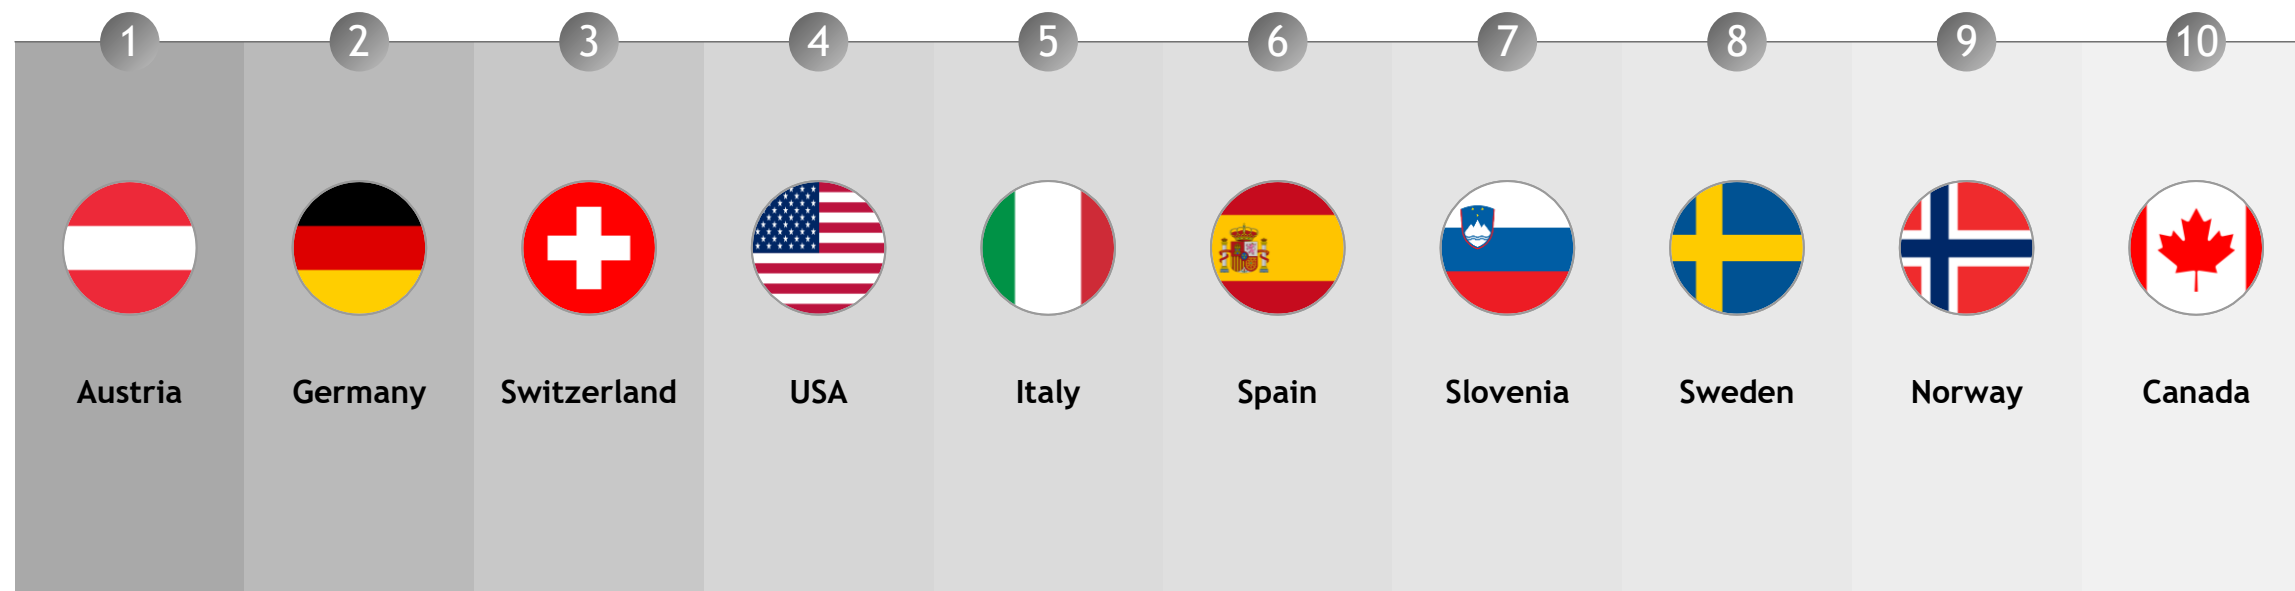 1 2 3 4 5 6 7 8 9 10
Austria Germany Switzerland USA Italy Spain Slovenia Sweden Norway Canada